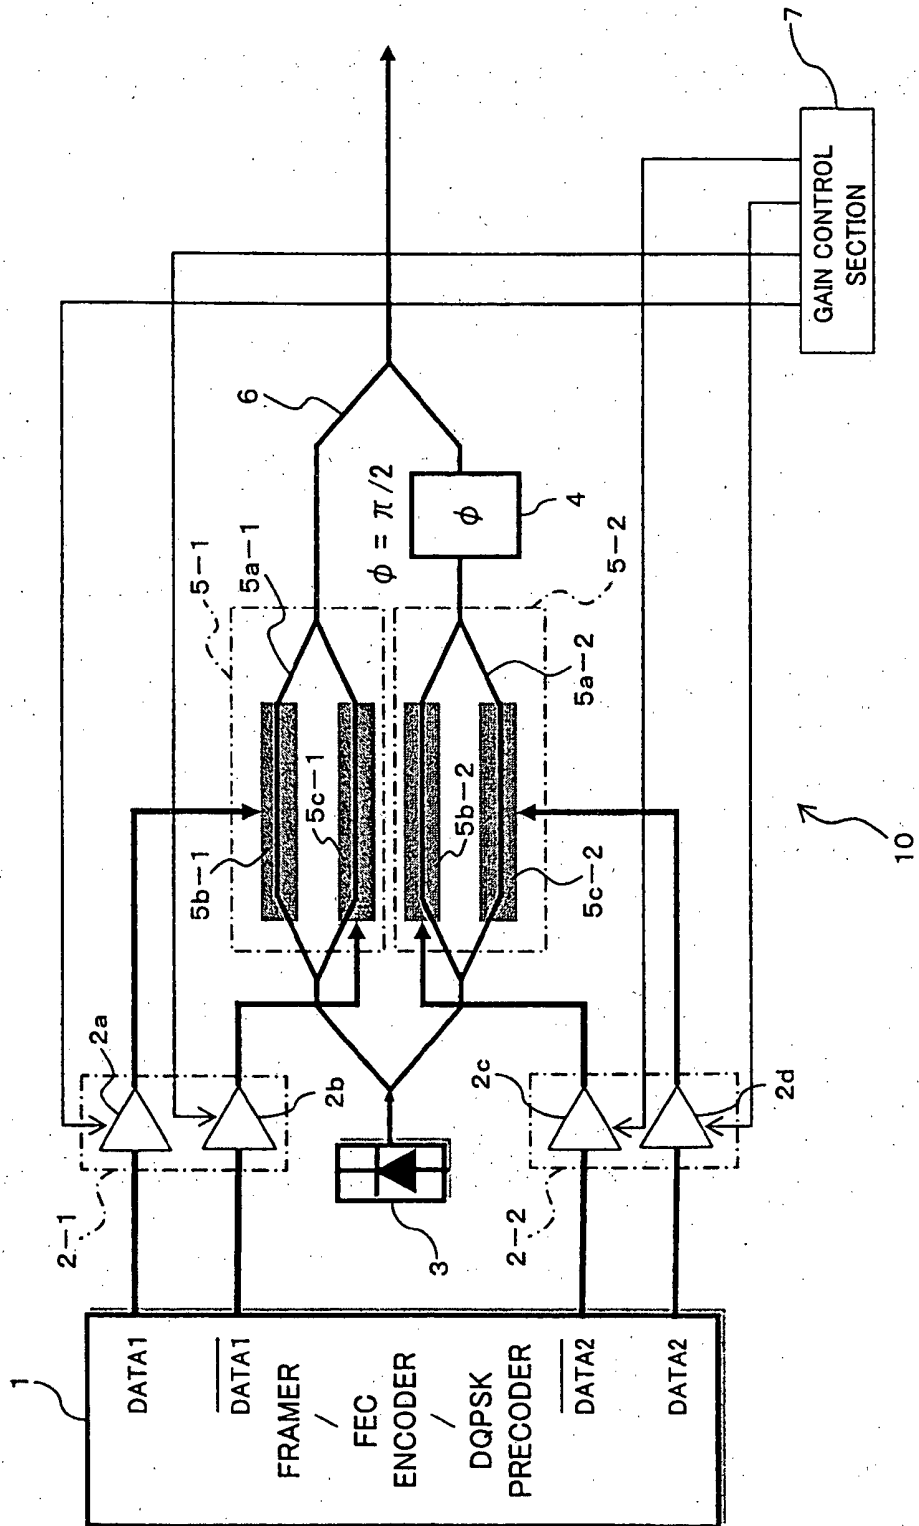 1
DATA1
D̅A̅T̅A̅1̅
FRAMER
/
FEC
ENCODER
/
DQPSK
PRECODER
D̅A̅T̅A̅2̅
DATA2
2-1
2a
2b
3
2-2
2c
2d
5b-1
5c-1
5b-2
5c-2
5-1
5a-1
5a-2
5-2
φ = π/2
φ
4
6
GAIN CONTROL
SECTION
7
10